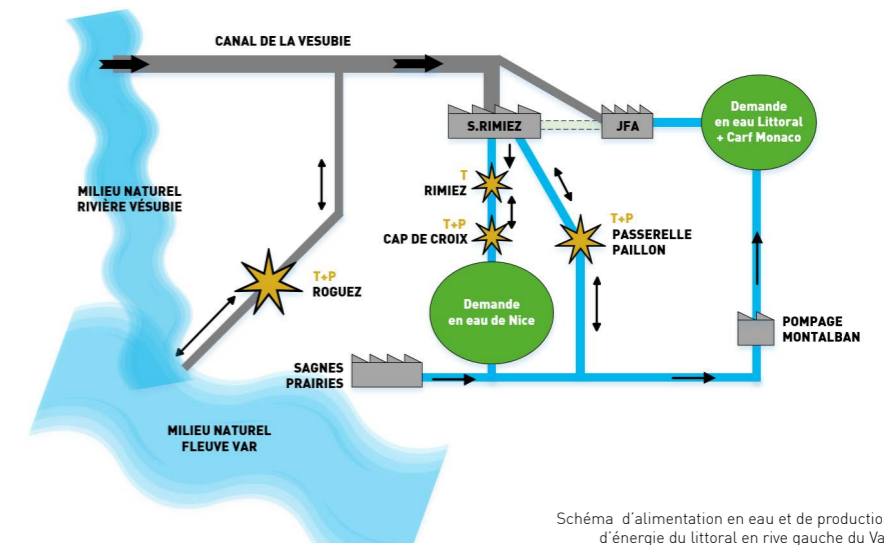 CANAL DE LA VESUBIE
S.RIMIEZ
JFA
Demande
en eau Littoral
+ Carf Monaco
MILIEU NATUREL
RIVIÈRE VÉSUBIE
T
RIMIEZ
T+P
CAP DE CROIX
T+P
PASSERELLE
PAILLON
T+P
ROGUEZ
Demande
en eau de Nice
POMPAGE
MONTALBAN
SAGNES
PRAIRIES
MILIEU NATUREL
FLEUVE VAR
Schéma d'alimentation en eau et de productio
d'énergie du littoral en rive gauche du Va